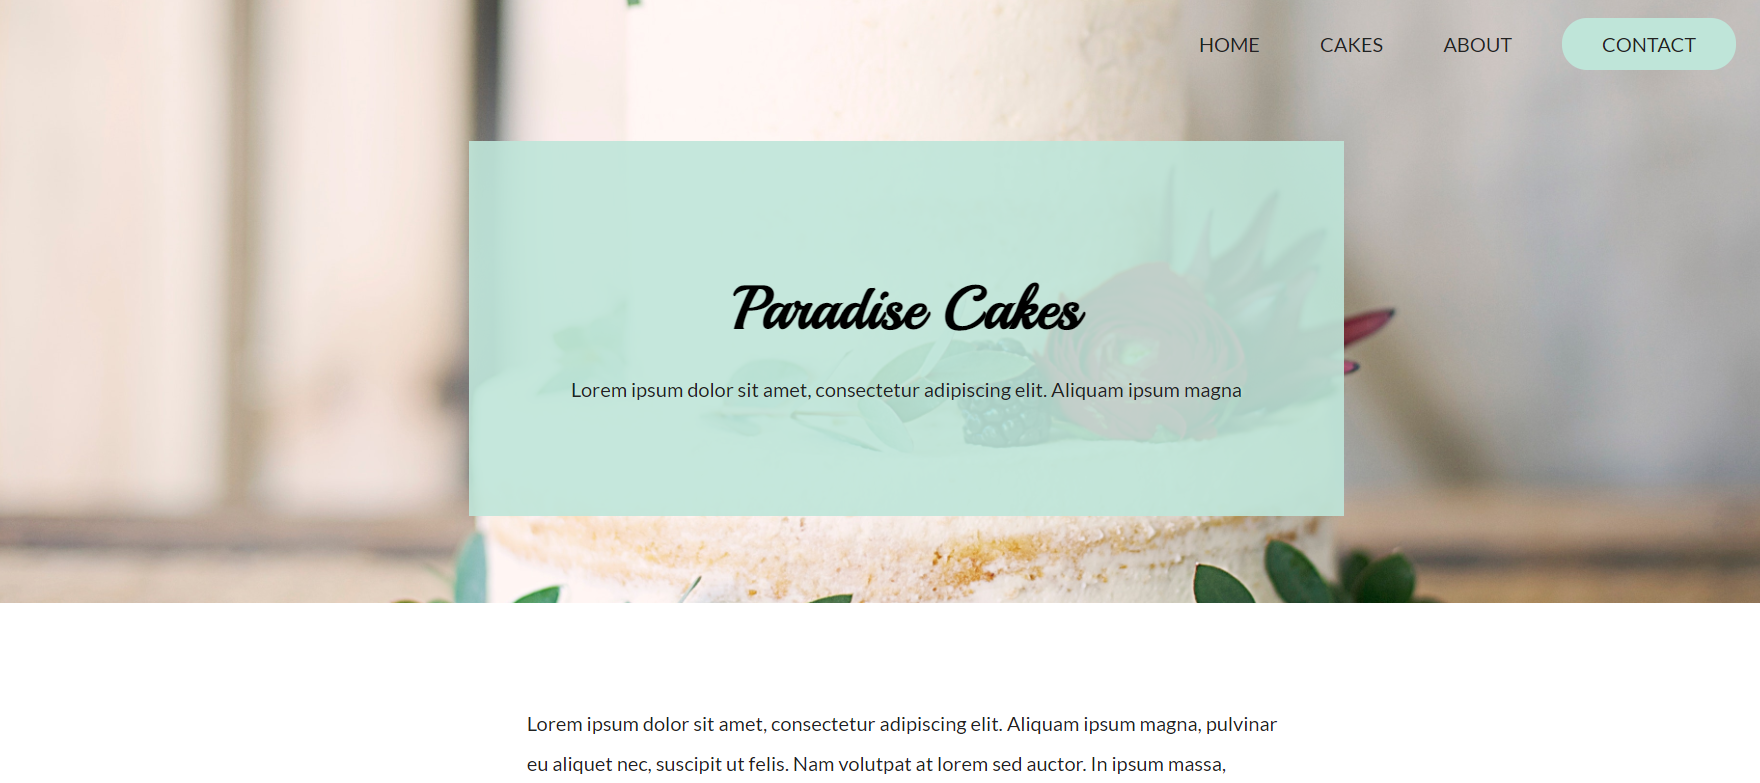 HOME CAKES ABOUT CONTACT
Paradise Cakes
Lorem ipsum dolor sit amet, consectetur adipiscing elit. Aliquam ipsum magna
Lorem ipsum dolor sit amet, consectetur adipiscing elit. Aliquam ipsum magna, pulvinar
eu aliquet nec, suscipit ut felis. Nam volutpat at lorem sed auctor. In ipsum massa,